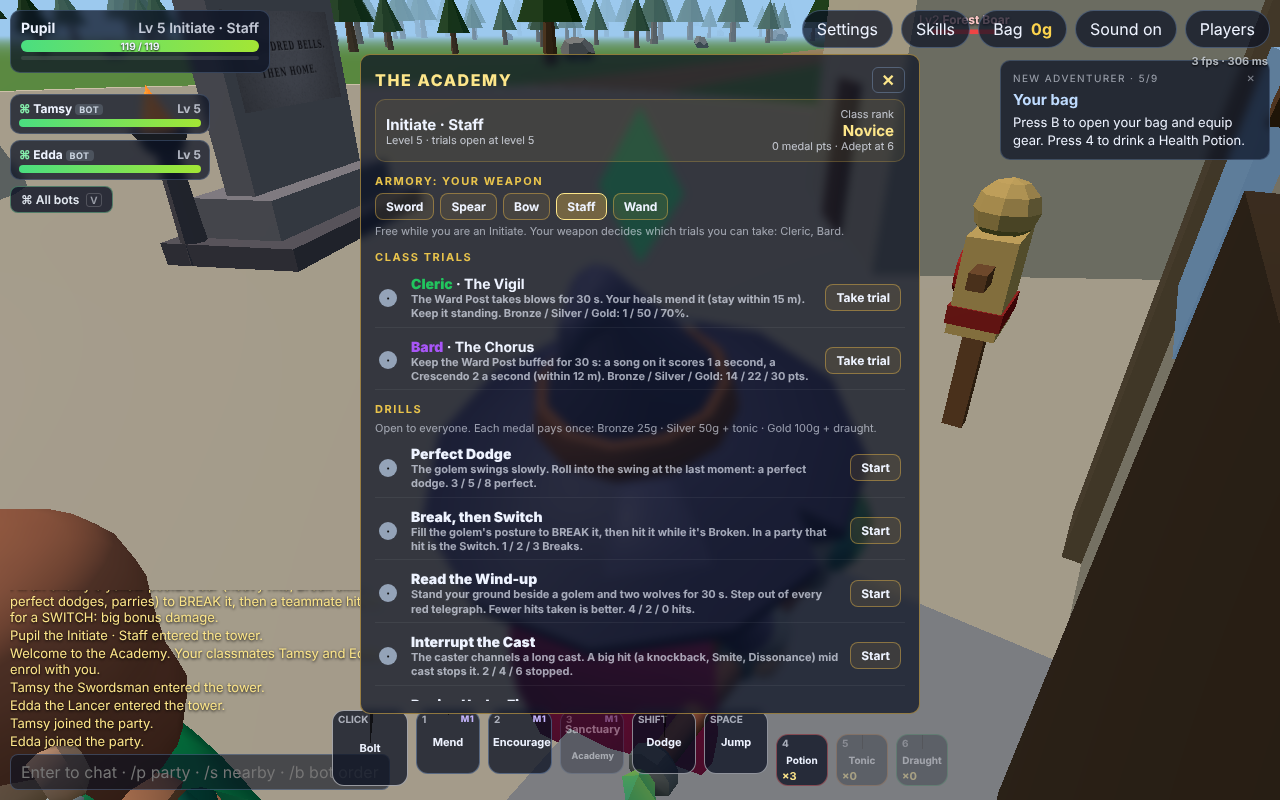 Pupil
Lv 5 Initiate · Staff
119 / 119
⌘ Tamsy BOT Lv 5
⌘ Edda BOT Lv 5
⌘ All bots V
DRED BELLS.
THEN HOME.
Lv2 Forest Boar
Settings
Skills
Bag 0g
Sound on
Players
3 fps · 306 ms
NEW ADVENTURER · 5/9 ×
Your bag
Press B to open your bag and equip
gear. Press 4 to drink a Health Potion.
THE ACADEMY
✕
Initiate · Staff
Level 5 · trials open at level 5
Class rank
Novice
0 medal pts · Adept at 6
ARMORY: YOUR WEAPON
Sword
Spear
Bow
Staff
Wand
Free while you are an Initiate. Your weapon decides which trials you can take: Cleric, Bard.
CLASS TRIALS
Cleric · The Vigil
The Ward Post takes blows for 30 s. Your heals mend it (stay within 15 m).
Keep it standing. Bronze / Silver / Gold: 1 / 50 / 70%.
Take trial
Bard · The Chorus
Keep the Ward Post buffed for 30 s: a song on it scores 1 a second, a
Crescendo 2 a second (within 12 m). Bronze / Silver / Gold: 14 / 22 / 30 pts.
Take trial
DRILLS
Open to everyone. Each medal pays once: Bronze 25g · Silver 50g + tonic · Gold 100g + draught.
Perfect Dodge
The golem swings slowly. Roll into the swing at the last moment: a perfect
dodge. 3 / 5 / 8 perfect.
Start
Break, then Switch
Fill the golem's posture to BREAK it, then hit it while it's Broken. In a party that
hit is the Switch. 1 / 2 / 3 Breaks.
Start
Read the Wind-up
Stand your ground beside a golem and two wolves for 30 s. Step out of every
red telegraph. Fewer hits taken is better. 4 / 2 / 0 hits.
Start
Interrupt the Cast
The caster channels a long cast. A big hit (a knockback, Smite, Dissonance) mid
cast stops it. 2 / 4 / 6 stopped.
Start
perfect dodges, parries) to BREAK it, then a teammate hit
for a SWITCH: big bonus damage.
Pupil the Initiate · Staff entered the tower.
Welcome to the Academy. Your classmates Tamsy and Ed
enrol with you.
Tamsy the Swordsman entered the tower.
Edda the Lancer entered the tower.
Tamsy joined the party.
Edda joined the party.
Enter to chat · /p party · /s nearby · /b bot order
CLICK
Bolt
1 M1
Mend
2 M1
Encourage
3 M1
Sanctuary
Academy
SHIFT
Dodge
SPACE
Jump
4
Potion
×3
5
Tonic
×0
6
Draught
×0